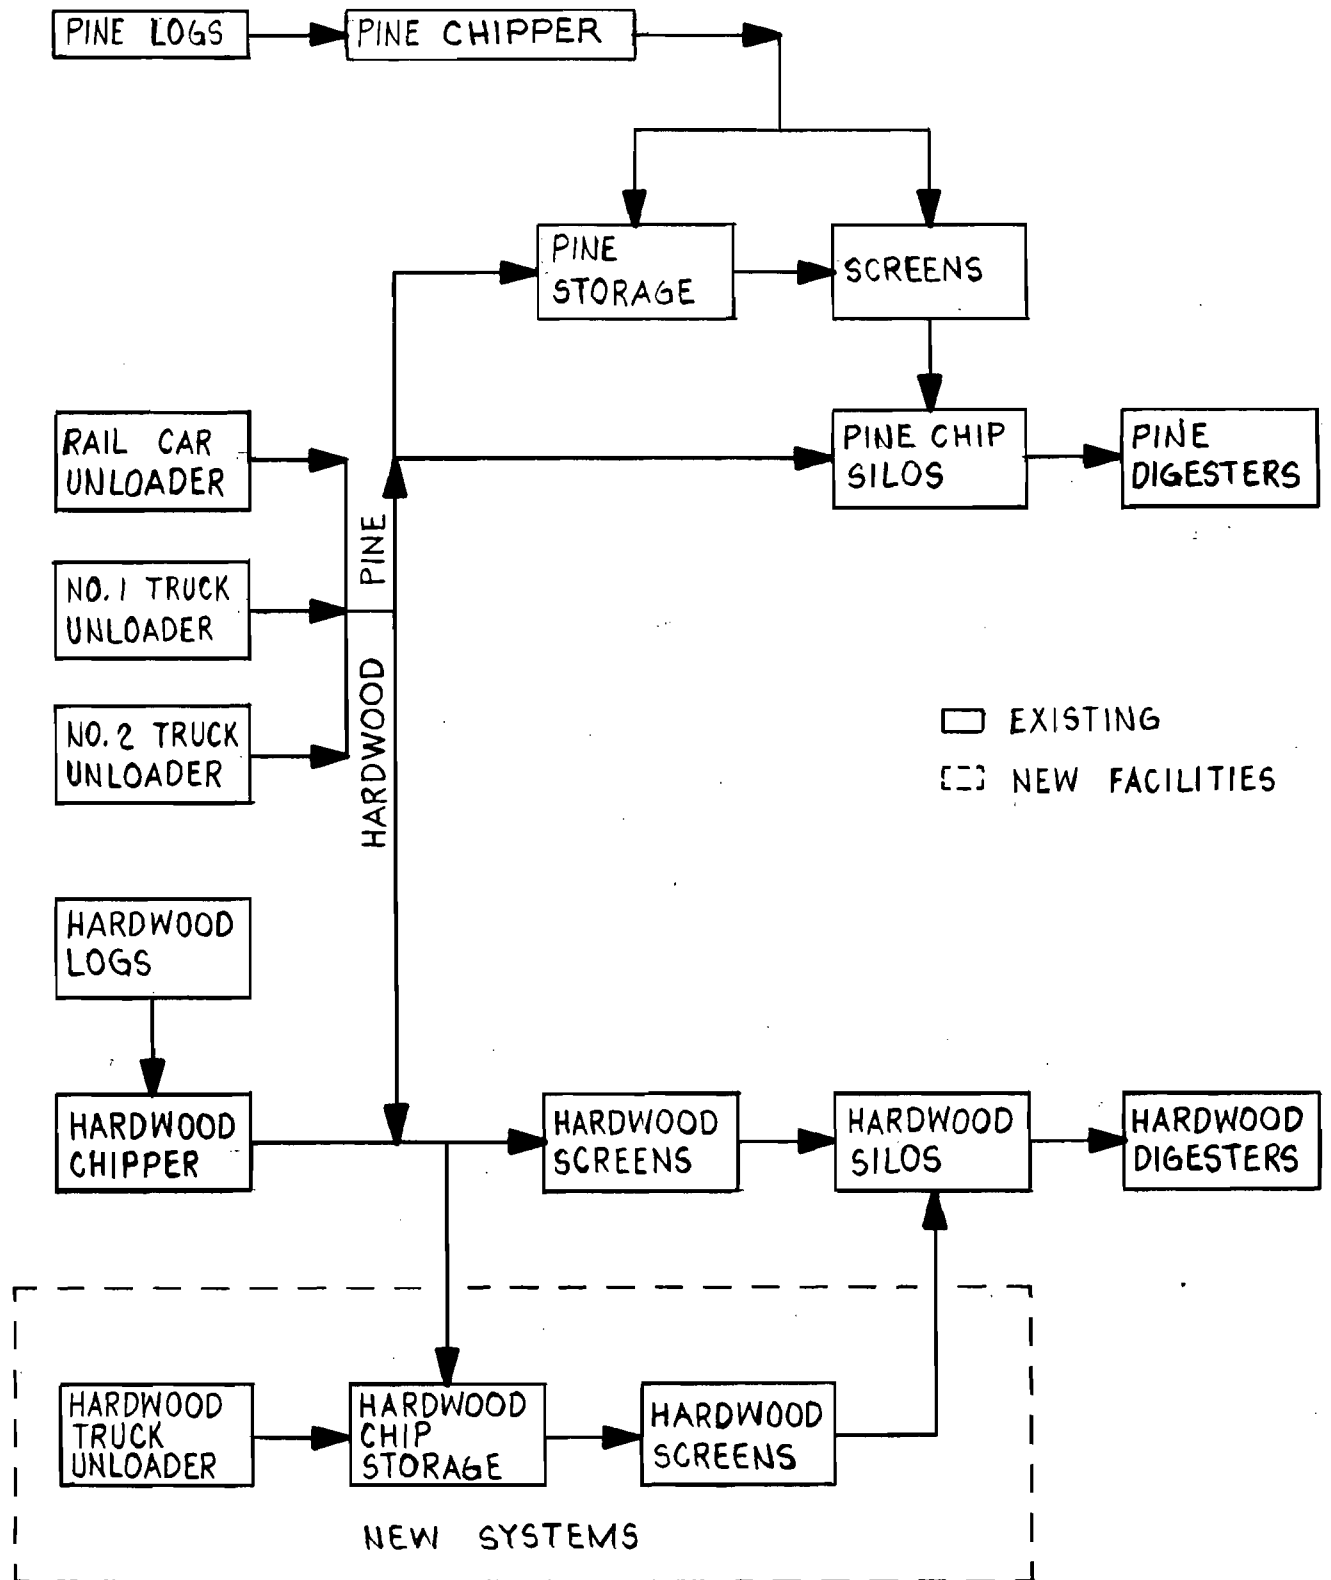 PINE LOGS
PINE CHIPPER
PINE
STORAGE
SCREENS
RAIL CAR
UNLOADER
PINE CHIP
SILOS
PINE
DIGESTERS
PINE
NO. 1 TRUCK
UNLOADER
HARDWOOD
NO. 2 TRUCK
UNLOADER
EXISTING
NEW FACILITIES
HARDWOOD
LOGS
HARDWOOD
CHIPPER
HARDWOOD
SCREENS
HARDWOOD
SILOS
HARDWOOD
DIGESTERS
HARDWOOD
TRUCK
UNLOADER
HARDWOOD
CHIP
STORAGE
HARDWOOD
SCREENS
NEW SYSTEMS